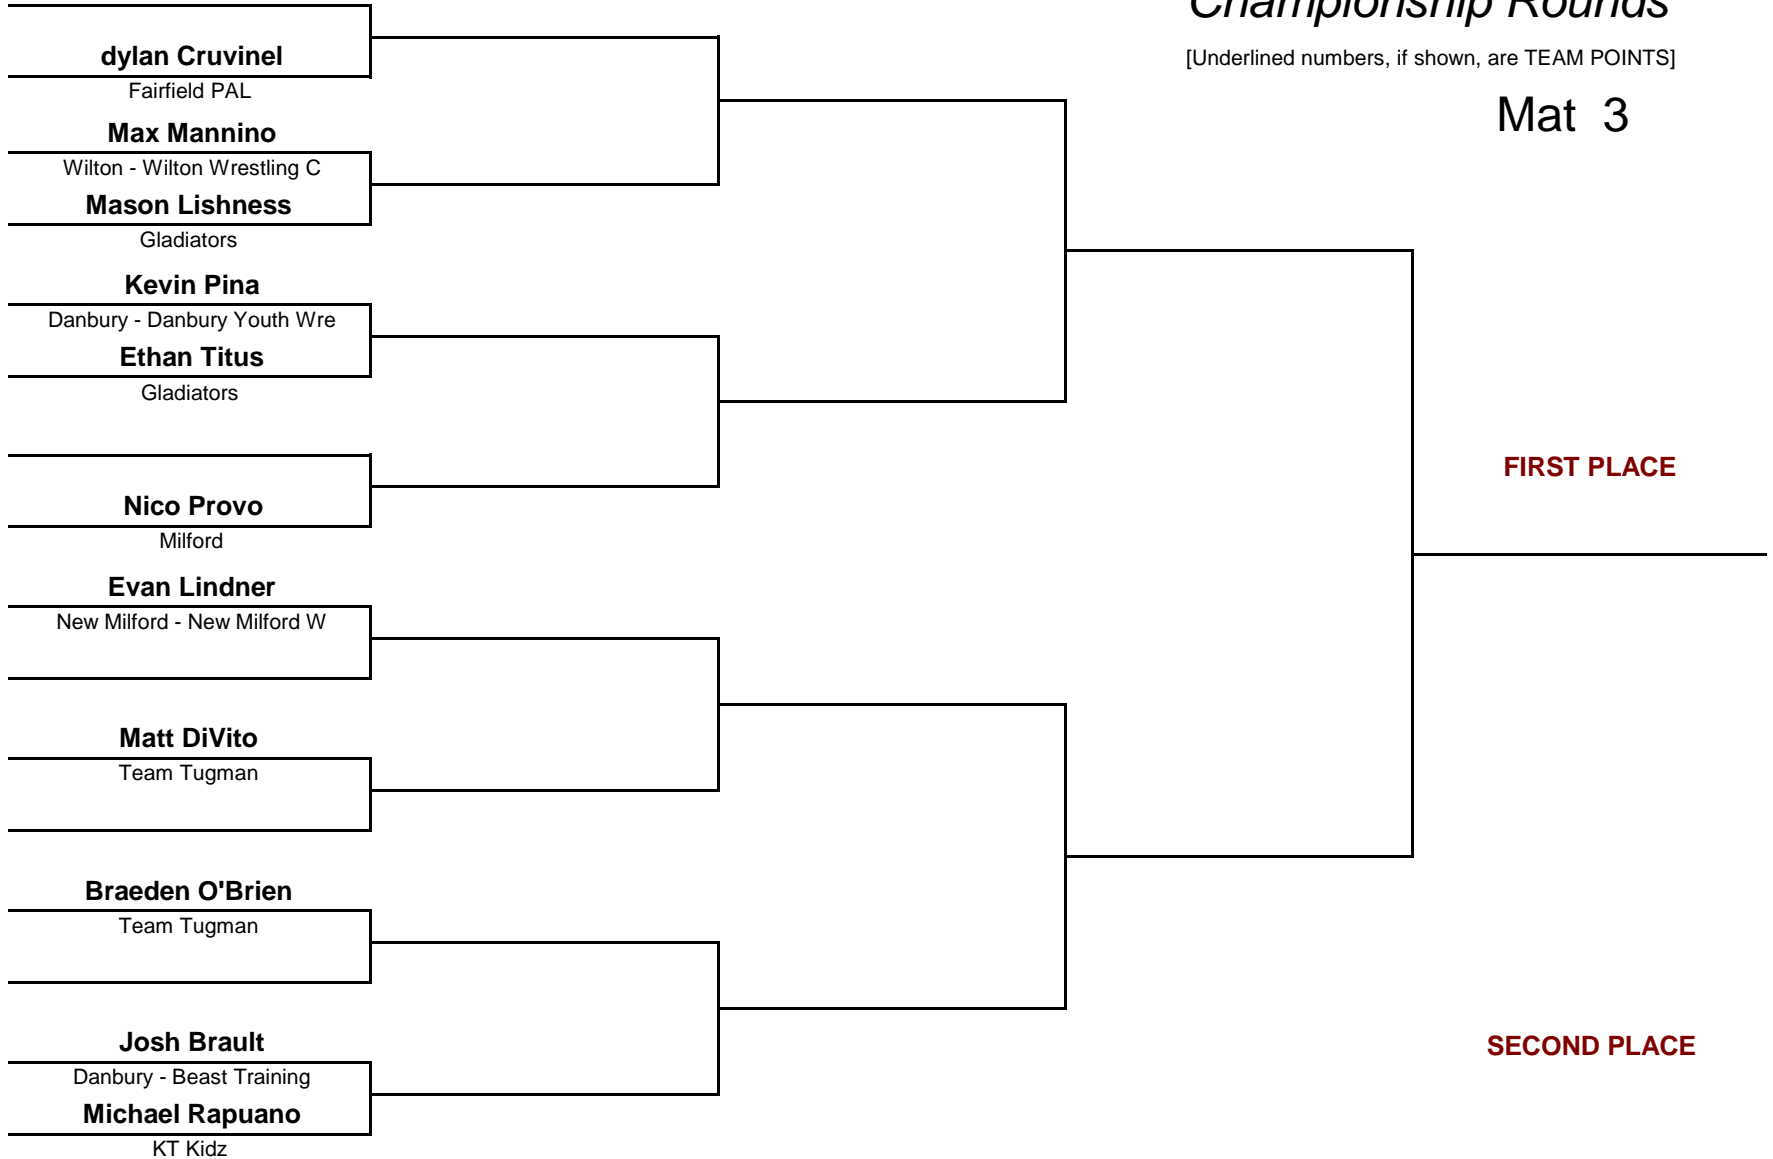 Championship Rounds
[Underlined numbers, if shown, are TEAM POINTS]
Mat 3
dylan Cruvinel
Fairfield PAL
Max Mannino
Wilton - Wilton Wrestling C
Mason Lishness
Gladiators
Kevin Pina
Danbury - Danbury Youth Wre
Ethan Titus
Gladiators
Nico Provo
Milford
Evan Lindner
New Milford - New Milford W
Matt DiVito
Team Tugman
Braeden O'Brien
Team Tugman
Josh Brault
Danbury - Beast Training
Michael Rapuano
KT Kidz
FIRST PLACE
SECOND PLACE